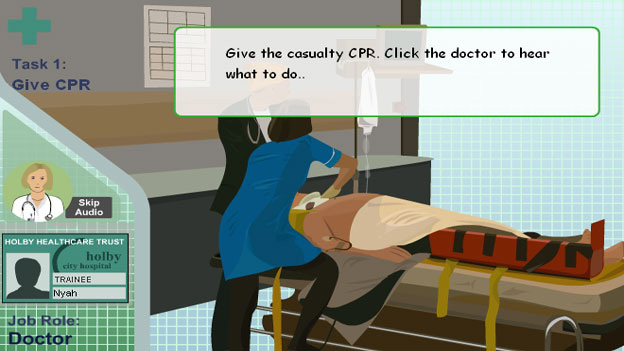 Give the casualty CPR. Click the doctor to hear
what to do..
Task 1:
Give CPR
Skip
Audio
HOLBY HEALTHCARE TRUST
holby
city hospital
TRAINEE
Nyah
Job Role:
Doctor